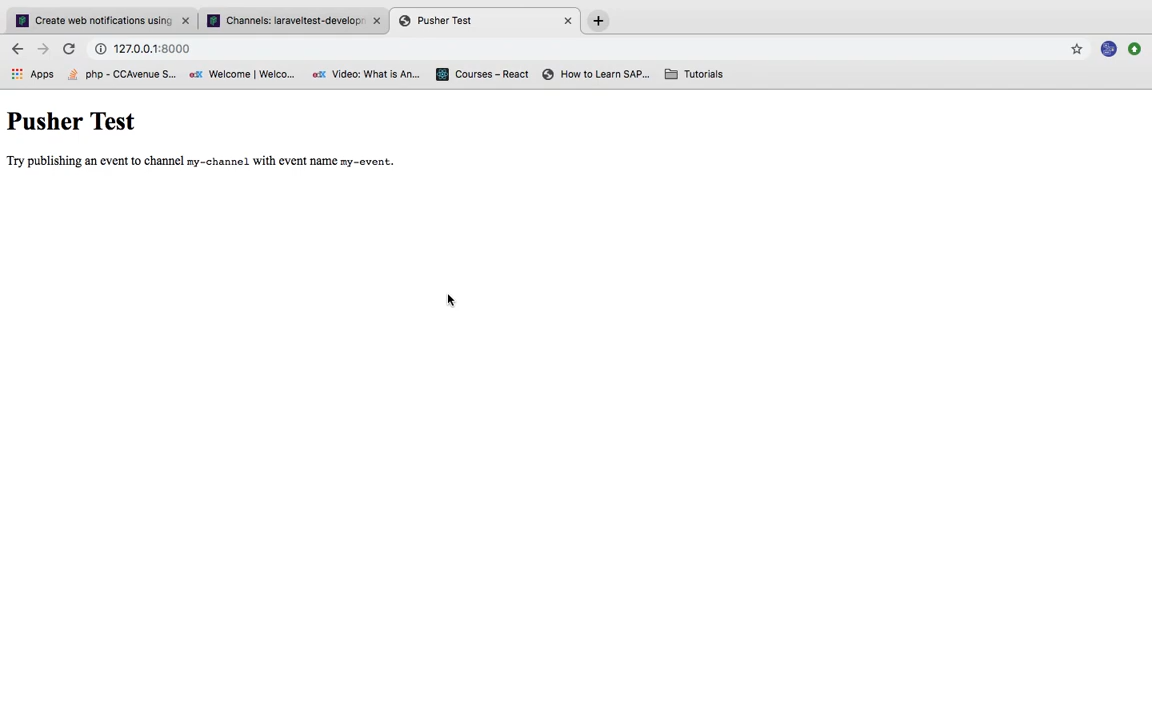 Create web notifications using
Channels: laraveltest-developm
Pusher Test
127.0.0.1:8000
Apps
php - CCAvenue S...
Welcome | Welco...
Video: What is An...
Courses – React
How to Learn SAP...
Tutorials
Pusher Test
Try publishing an event to channel my-channel with event name my-event.